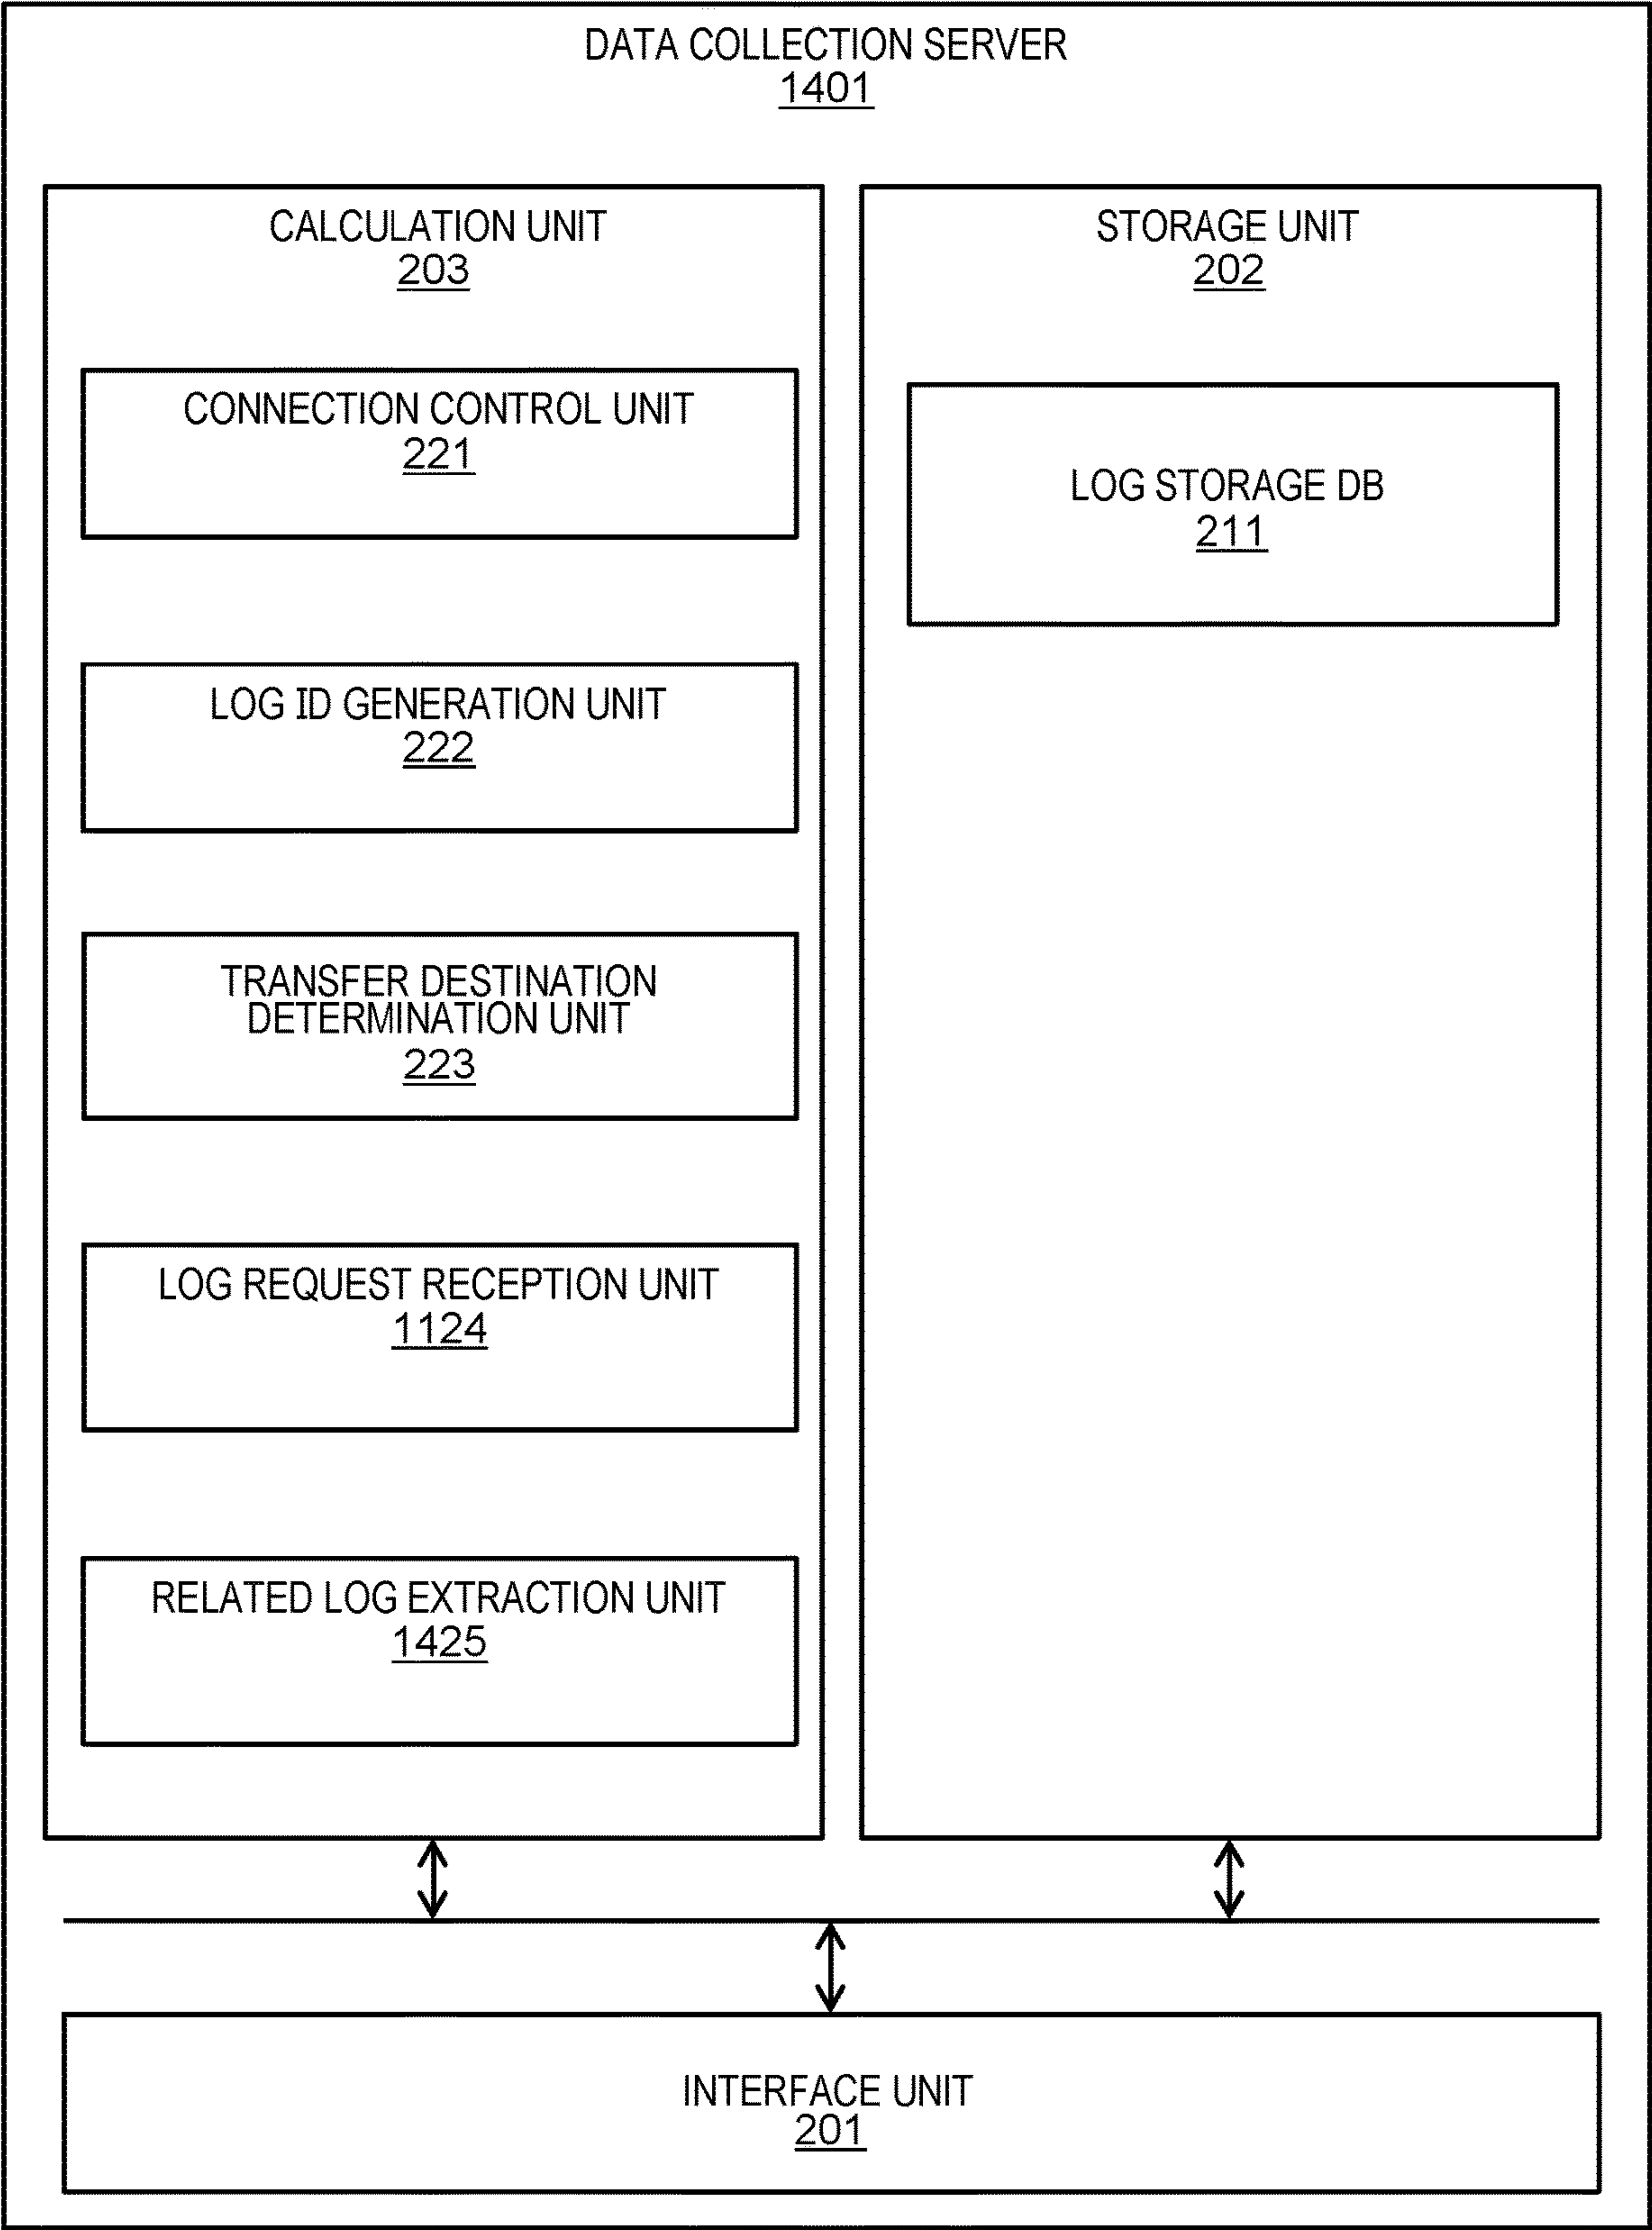 DATA COLLECTION SERVER
1401
CALCULATION UNIT
203
CONNECTION CONTROL UNIT
221
LOG ID GENERATION UNIT
222
TRANSFER DESTINATION
DETERMINATION UNIT
223
LOG REQUEST RECEPTION UNIT
1124
RELATED LOG EXTRACTION UNIT
1425
STORAGE UNIT
202
LOG STORAGE DB
211
INTERFACE UNIT
201